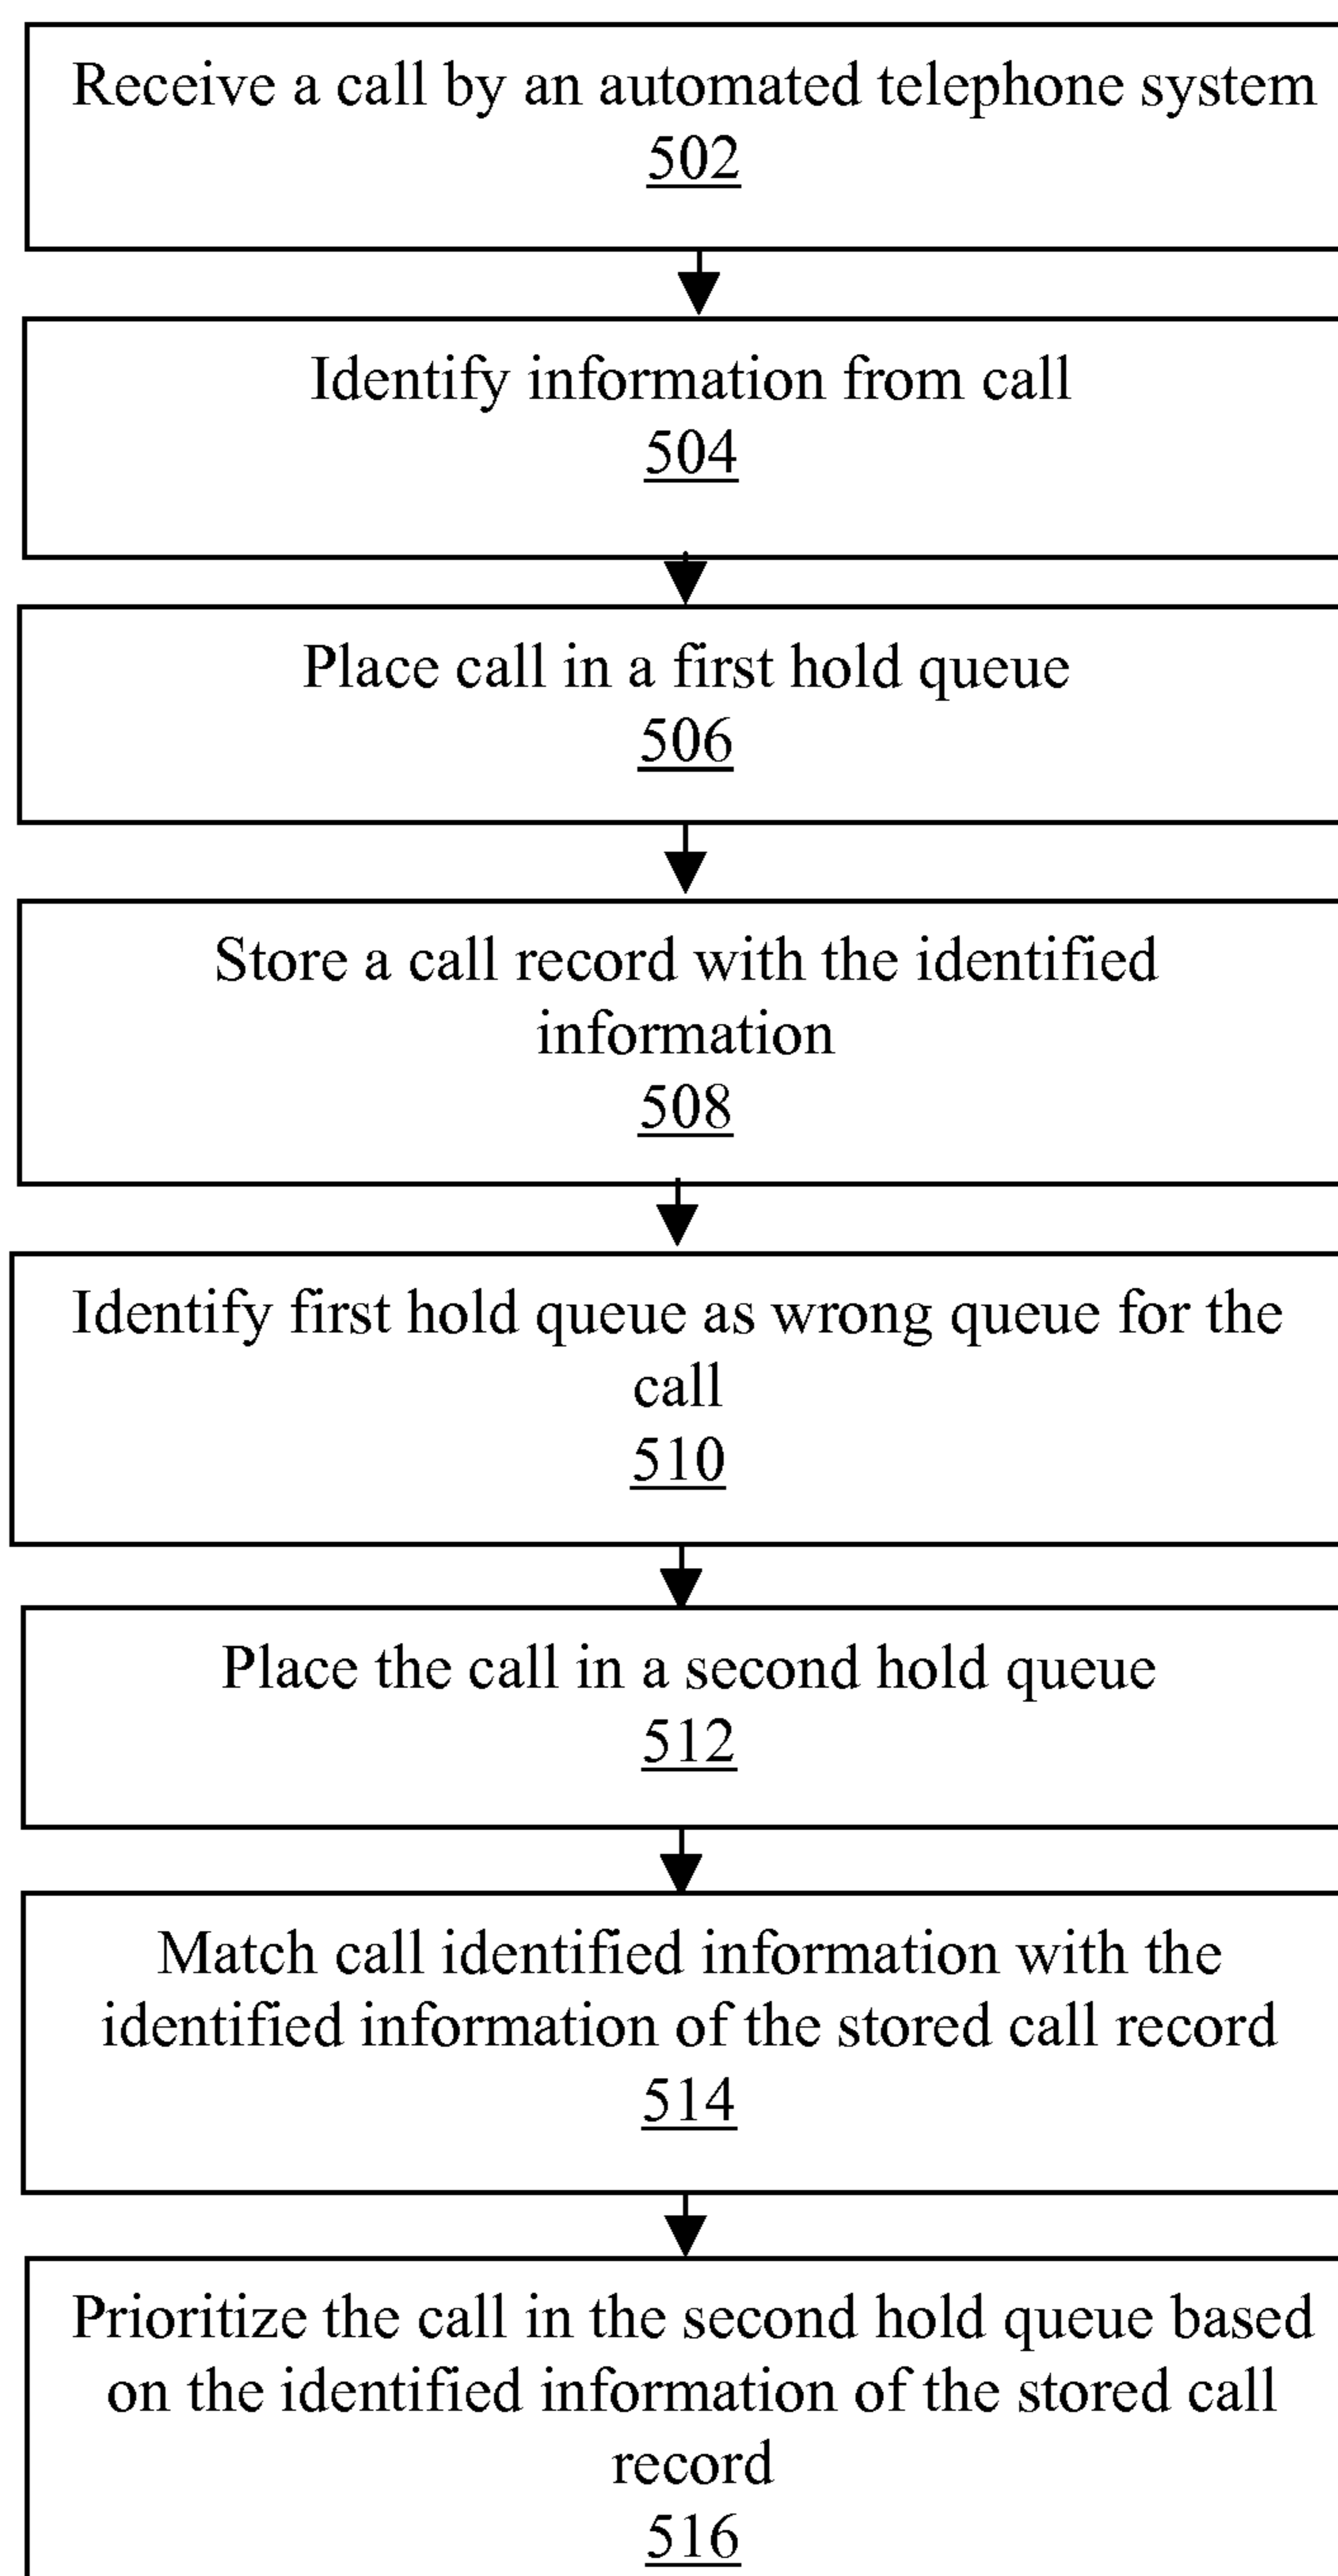 Receive a call by an automated telephone system
502
Identify information from call
504
Place call in a first hold queue
506
Store a call record with the identified
information
508
Identify first hold queue as wrong queue for the
call
510
Place the call in a second hold queue
512
Match call identified information with the
identified information of the stored call record
514
Prioritize the call in the second hold queue based
on the identified information of the stored call
record
516